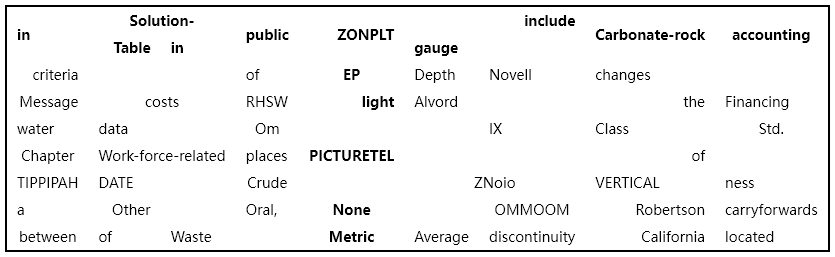 in Solution-Table in public ZONPLT include gauge Carbonate-rock accounting
criteria of EP Depth Novell changes
Message costs RHSW light Alvord the Financing
water data Om IX Class Std.
Chapter Work-force-related places PICTURETEL of
TIPPIPAH DATE Crude ZNoio VERTICAL ness
a Other Oral, None OMMOOM Robertson carryforwards
between of Waste Metric Average discontinuity California located